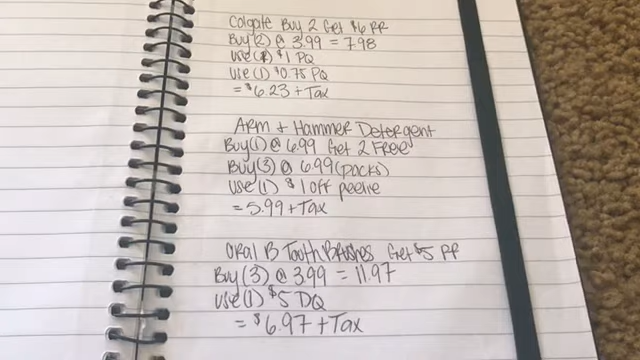 Colgate Buy 2 Get $6 RR
Buy(2) @ 3.99 = 7.98
use(1) $1 PQ
use(1) $0.75 PQ
= $6.23 + Tax
ARM + Hammer Detergent
Buy(1) @ 6.99 Get 2 Free
Buy(3) @ 6.99 (packs)
use(1) $1 off peelie
= 5.99 + Tax
Oral B Tooth Brushes Get $5 RR
Buy(3) @ 3.99 = 11.97
use(1) $5 DQ
= $6.97 + Tax